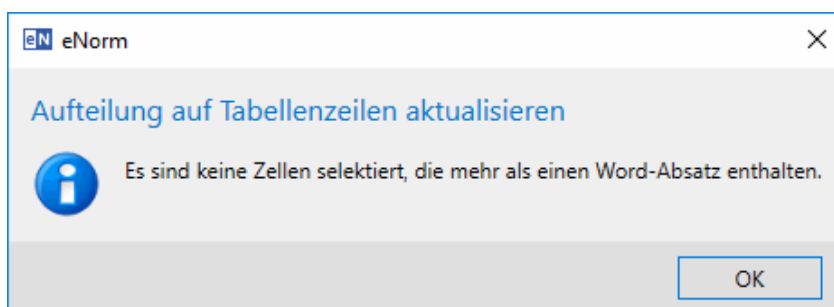 eN eNorm
Aufteilung auf Tabellenzeilen aktualisieren
Es sind keine Zellen selektiert, die mehr als einen Word-Absatz enthalten.
OK